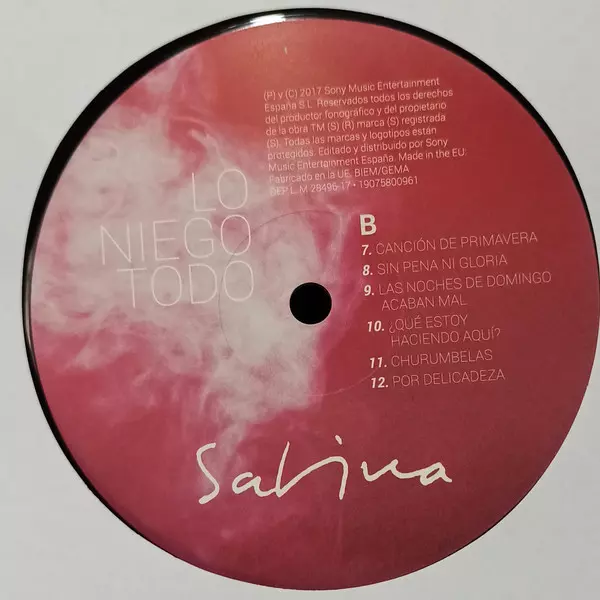 (P) y (C) 2017 Sony Music Entertainment
España S.L. Reservados todos los derechos
del productor fonográfico y del propietario
de la obra TM (S) (R) marca (S) registrada
(S). Todas las marcas y logotipos están
protegidos. Editado y distribuido por Sony
Music Entertainment España. Made in the EU:
Fabricado en la UE. BIEM/GEMA
DEP. L. M 28496-17 • 19075800961
LO
NIEGO
TODO
B
7. CANCIÓN DE PRIMAVERA
8. SIN PENA NI GLORIA
9. LAS NOCHES DE DOMINGO
ACABAN MAL
10. ¿QUÉ ESTOY
HACIENDO AQUÍ?
11. CHURUMBELAS
12. POR DELICADEZA
Sabina